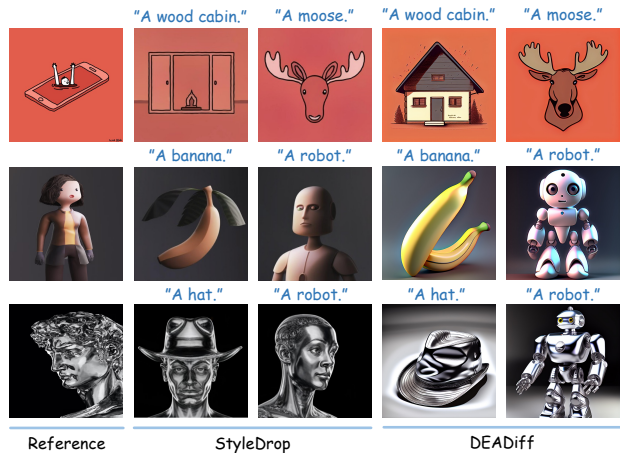 "A wood cabin." "A moose." "A wood cabin." "A moose."
"A banana." "A robot." "A banana." "A robot."
"A hat." "A robot." "A hat." "A robot."
Reference StyleDrop DEADiff